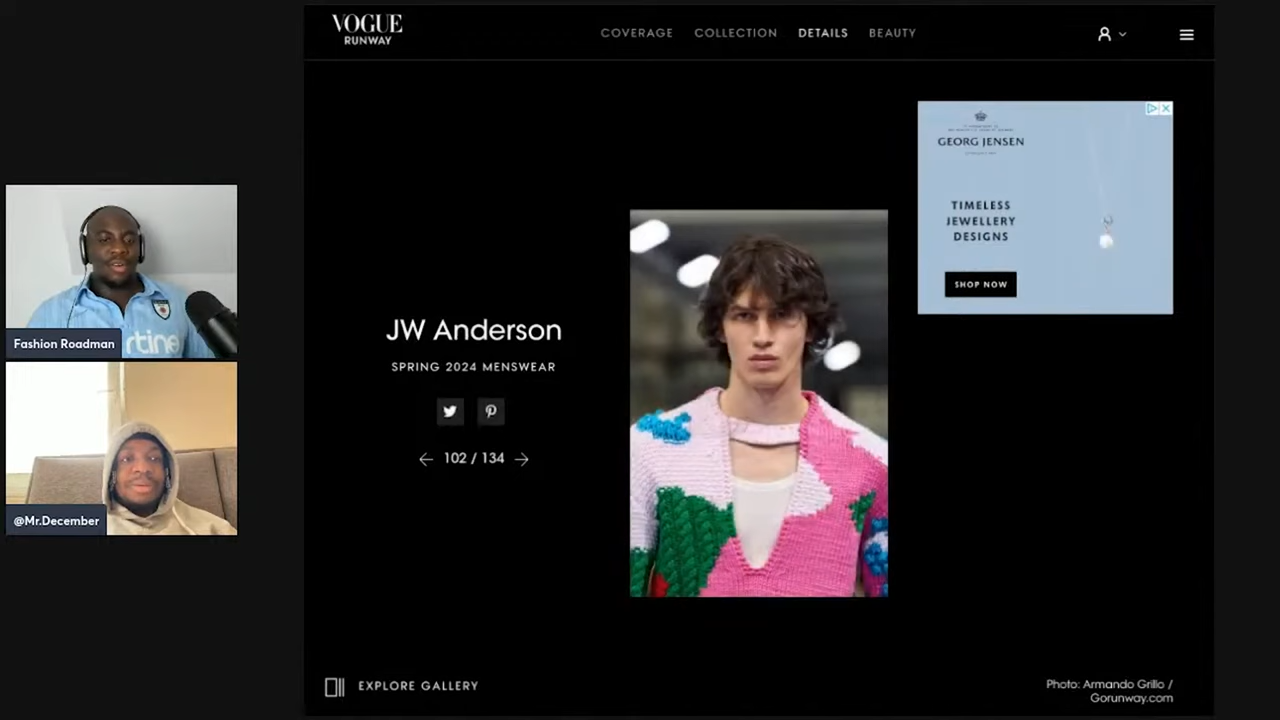 VOGUE
RUNWAY
COVERAGE
COLLECTION
DETAILS
BEAUTY
GEORG JENSEN
TIMELESS
JEWELLERY
DESIGNS
SHOP NOW
rtine
Fashion Roadman
@Mr.December
JW Anderson
SPRING 2024 MENSWEAR
102 / 134
EXPLORE GALLERY
Photo: Armando Grillo /
Gorunway.com